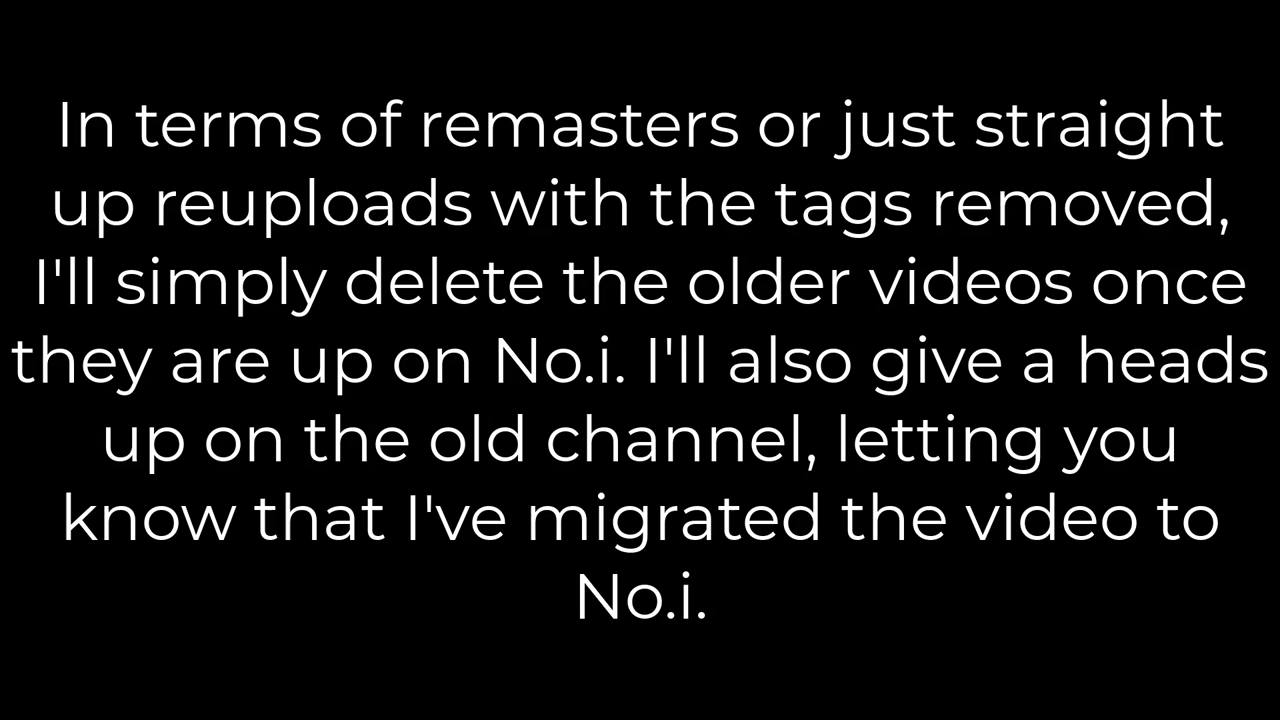 In terms of remasters or just straight
up reuploads with the tags removed,
I'll simply delete the older videos once
they are up on No.i. I'll also give a heads
up on the old channel, letting you
know that I've migrated the video to
No.i.